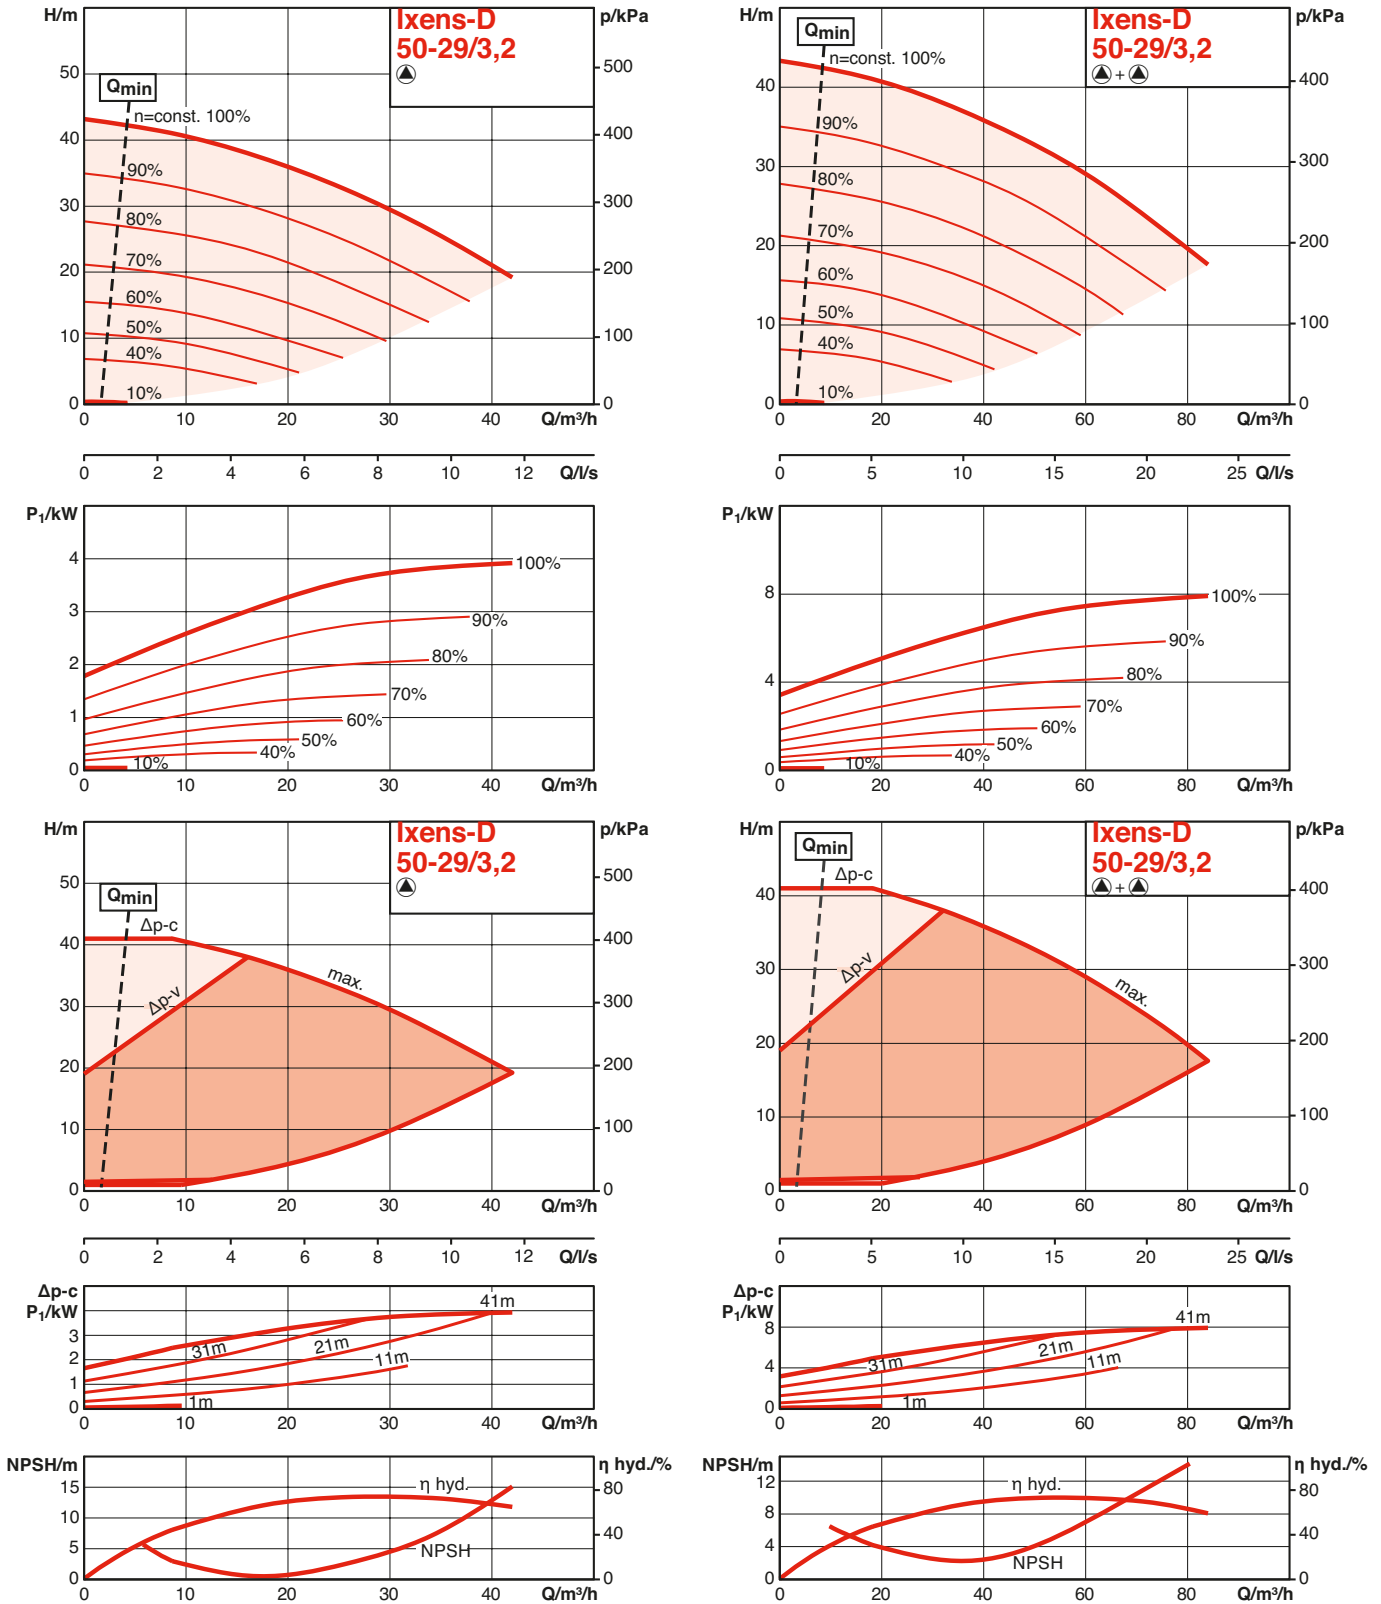 H/m
p/kPa
Ixens-D
50-29/3,2
Qmin
n=const. 100%
90%
80%
70%
60%
50%
40%
10%
50
40
30
20
10
0
500
400
300
200
100
0
0 10 20 30 40 Q/m³/h
0 2 4 6 8 10 12 Q/l/s
P1/kW
4
3
2
1
0
100%
90%
80%
70%
60%
50%
40%
10%
0 10 20 30 40 Q/m³/h
H/m
p/kPa
Ixens-D
50-29/3,2
Qmin
Δp-c
Δp-v
max.
50
40
30
20
10
0
500
400
300
200
100
0
0 10 20 30 40 Q/m³/h
0 2 4 6 8 10 12 Q/l/s
Δp-c
P1/kW
3
2
1
0
41m
31m
21m
11m
1m
0 10 20 30 40 Q/m³/h
NPSH/m
η hyd./%
15
10
5
0
80
40
0
η hyd.
NPSH
0 10 20 30 40 Q/m³/h
H/m
p/kPa
Ixens-D
50-29/3,2
+
Qmin
n=const. 100%
90%
80%
70%
60%
50%
40%
10%
40
30
20
10
0
400
300
200
100
0
0 20 40 60 80 Q/m³/h
0 5 10 15 20 25 Q/l/s
P1/kW
8
4
0
100%
90%
80%
70%
60%
50%
40%
10%
0 20 40 60 80 Q/m³/h
H/m
p/kPa
Ixens-D
50-29/3,2
+
Qmin
Δp-c
Δp-v
max.
40
30
20
10
0
400
300
200
100
0
0 20 40 60 80 Q/m³/h
0 5 10 15 20 25 Q/l/s
Δp-c
P1/kW
8
4
0
41m
31m
21m
11m
1m
0 20 40 60 80 Q/m³/h
NPSH/m
η hyd./%
12
8
4
0
80
40
0
η hyd.
NPSH
0 20 40 60 80 Q/m³/h